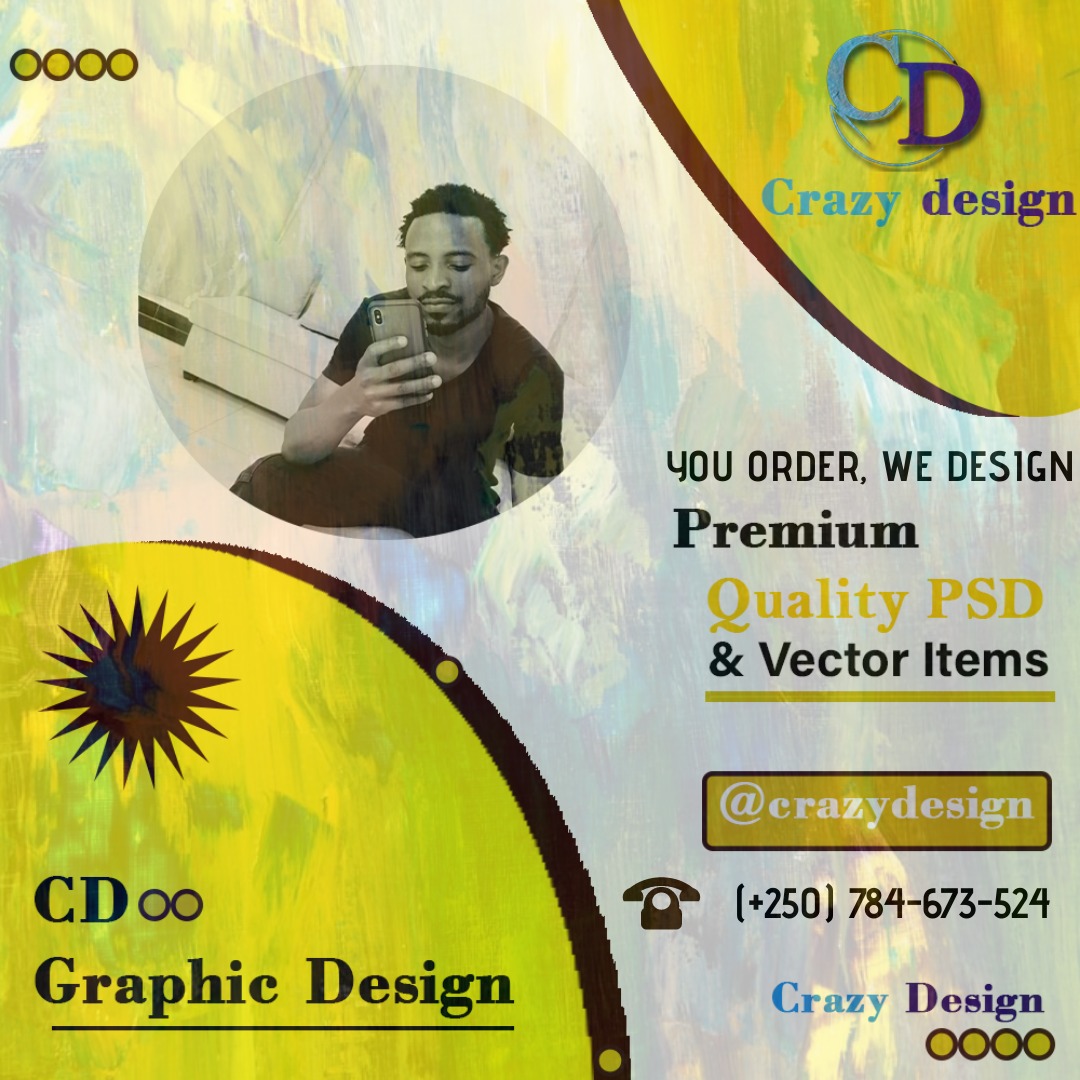 CD
Crazy design
YOU ORDER, WE DESIGN
Premium
Quality PSD
& Vector Items
@crazydesign
(+250) 784-673-524
CD
Graphic Design
Crazy Design